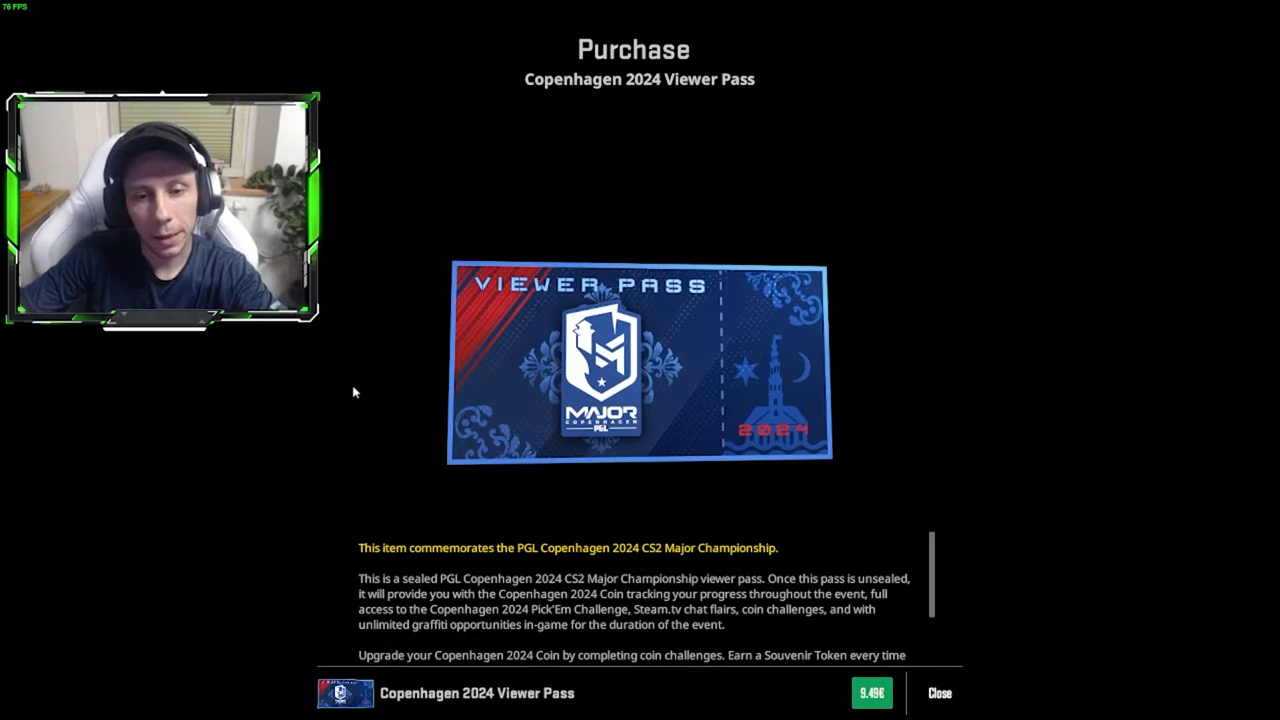 76 FPS
Purchase
Copenhagen 2024 Viewer Pass
VIEWER PASS
MAJOR
COPENHAGEN
PGL
2024
This item commemorates the PGL Copenhagen 2024 CS2 Major Championship.
This is a sealed PGL Copenhagen 2024 CS2 Major Championship viewer pass. Once this pass is unsealed,
it will provide you with the Copenhagen 2024 Coin tracking your progress throughout the event, full
access to the Copenhagen 2024 Pick'Em Challenge, Steam.tv chat flairs, coin challenges, and with
unlimited graffiti opportunities in-game for the duration of the event.
Upgrade your Copenhagen 2024 Coin by completing coin challenges. Earn a Souvenir Token every time
Copenhagen 2024 Viewer Pass
9.49€
Close